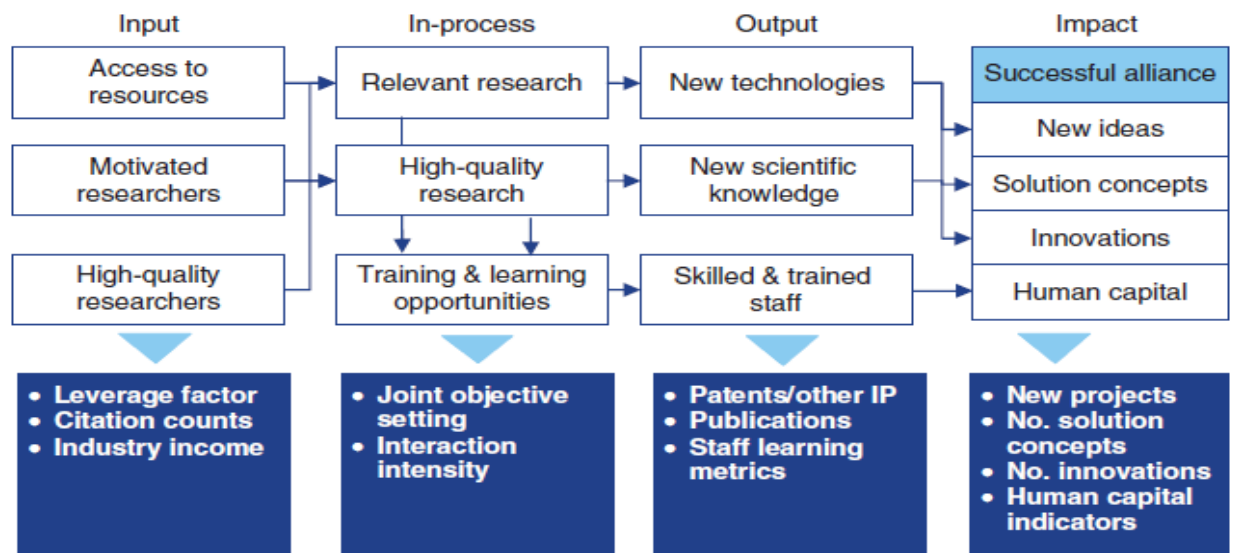 Input
In-process
Output
Impact
Access to
resources
Relevant research
New technologies
Successful alliance
New ideas
Motivated
researchers
High-quality
research
New scientific
knowledge
Solution concepts
Innovations
High-quality
researchers
Training & learning
opportunities
Skilled & trained
staff
Human capital
• Leverage factor
• Citation counts
• Industry income
• Joint objective
setting
• Interaction
intensity
• Patents/other IP
• Publications
• Staff learning
metrics
• New projects
• No. solution
concepts
• No. innovations
• Human capital
indicators